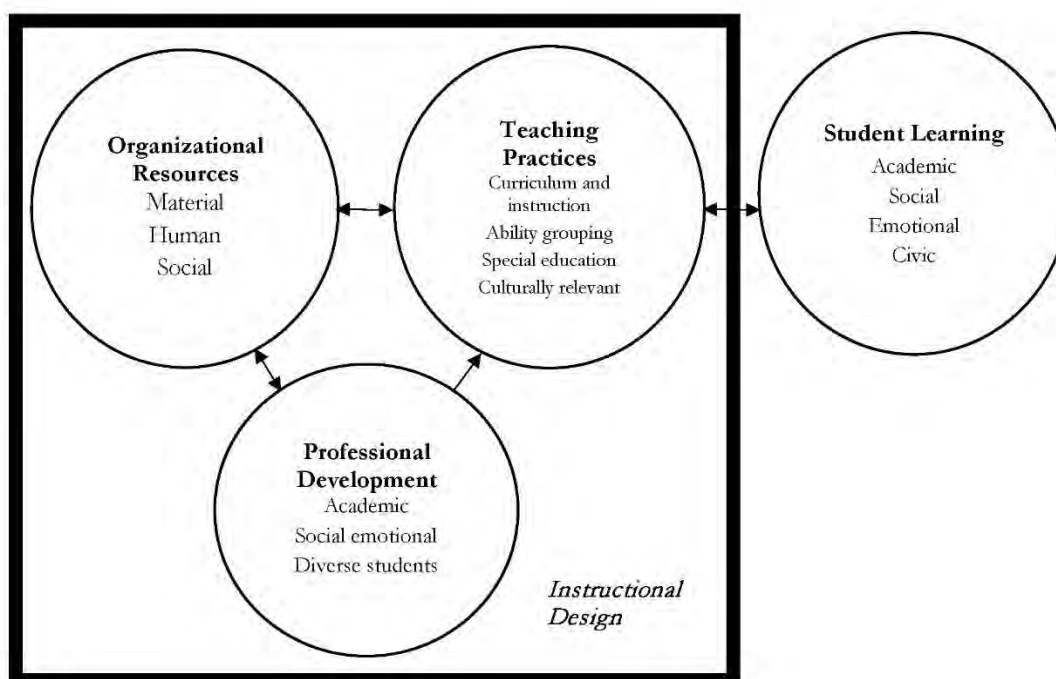 Organizational
Resources
Material
Human
Social
Teaching
Practices
Curriculum and
instruction
Ability grouping
Special education
Culturally relevant
Student Learning
Academic
Social
Emotional
Civic
Professional
Development
Academic
Social emotional
Diverse students
Instructional
Design